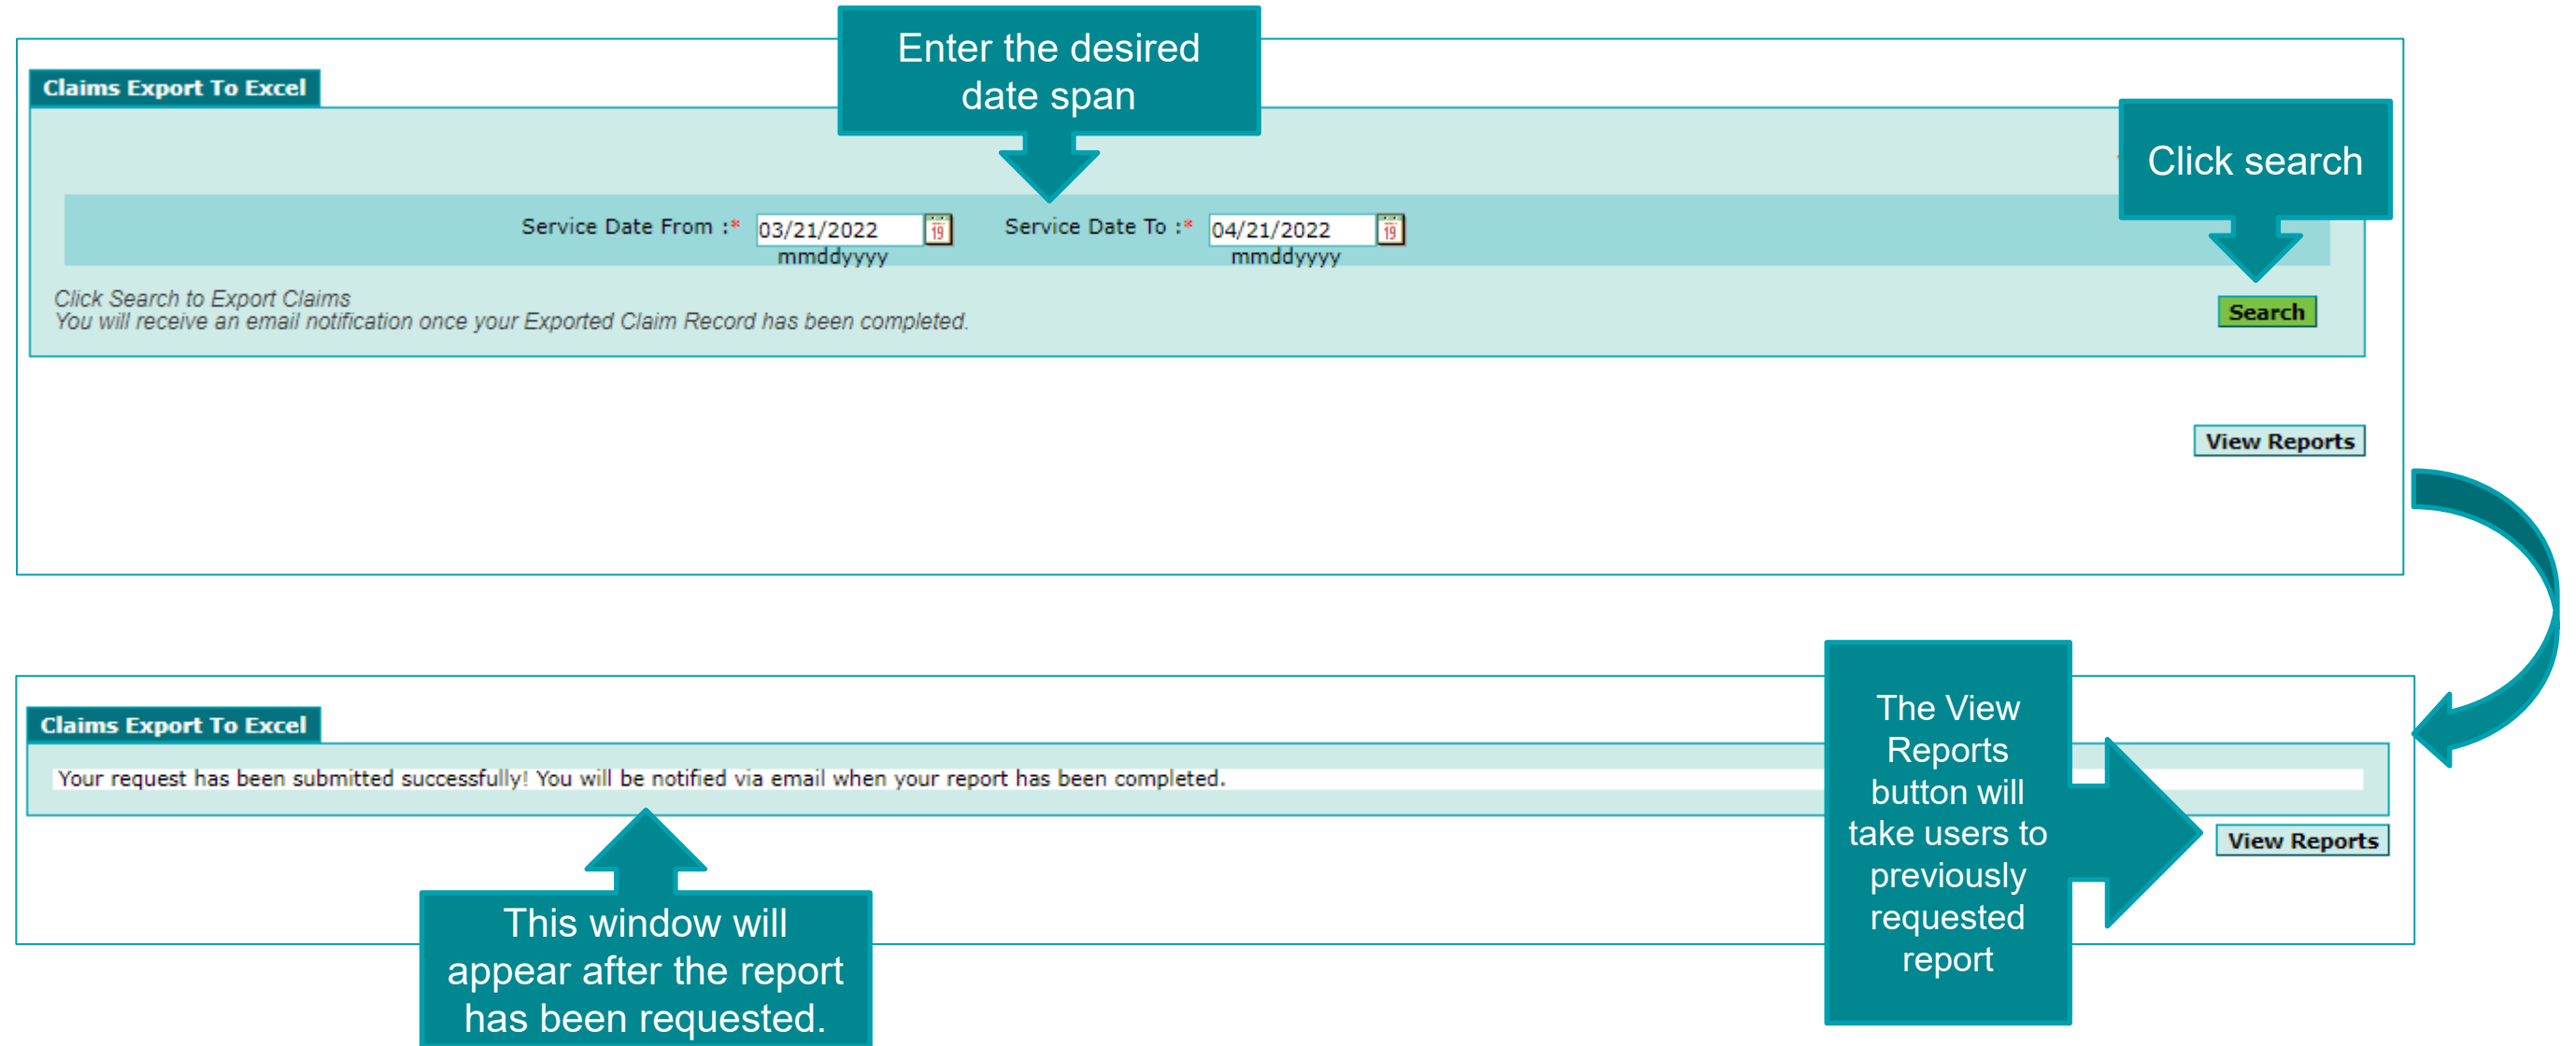 Enter the desired
date span
Claims Export To Excel
Click search
Service Date From :* 03/21/2022 19 Service Date To :* 04/21/2022 19
mmddyyyy mmddyyyy
Click Search to Export Claims
You will receive an email notification once your Exported Claim Record has been completed.
Search
View Reports
Claims Export To Excel
Your request has been submitted successfully! You will be notified via email when your report has been completed.
The View
Reports
button will
take users to
previously
requested
report
View Reports
This window will
appear after the report
has been requested.